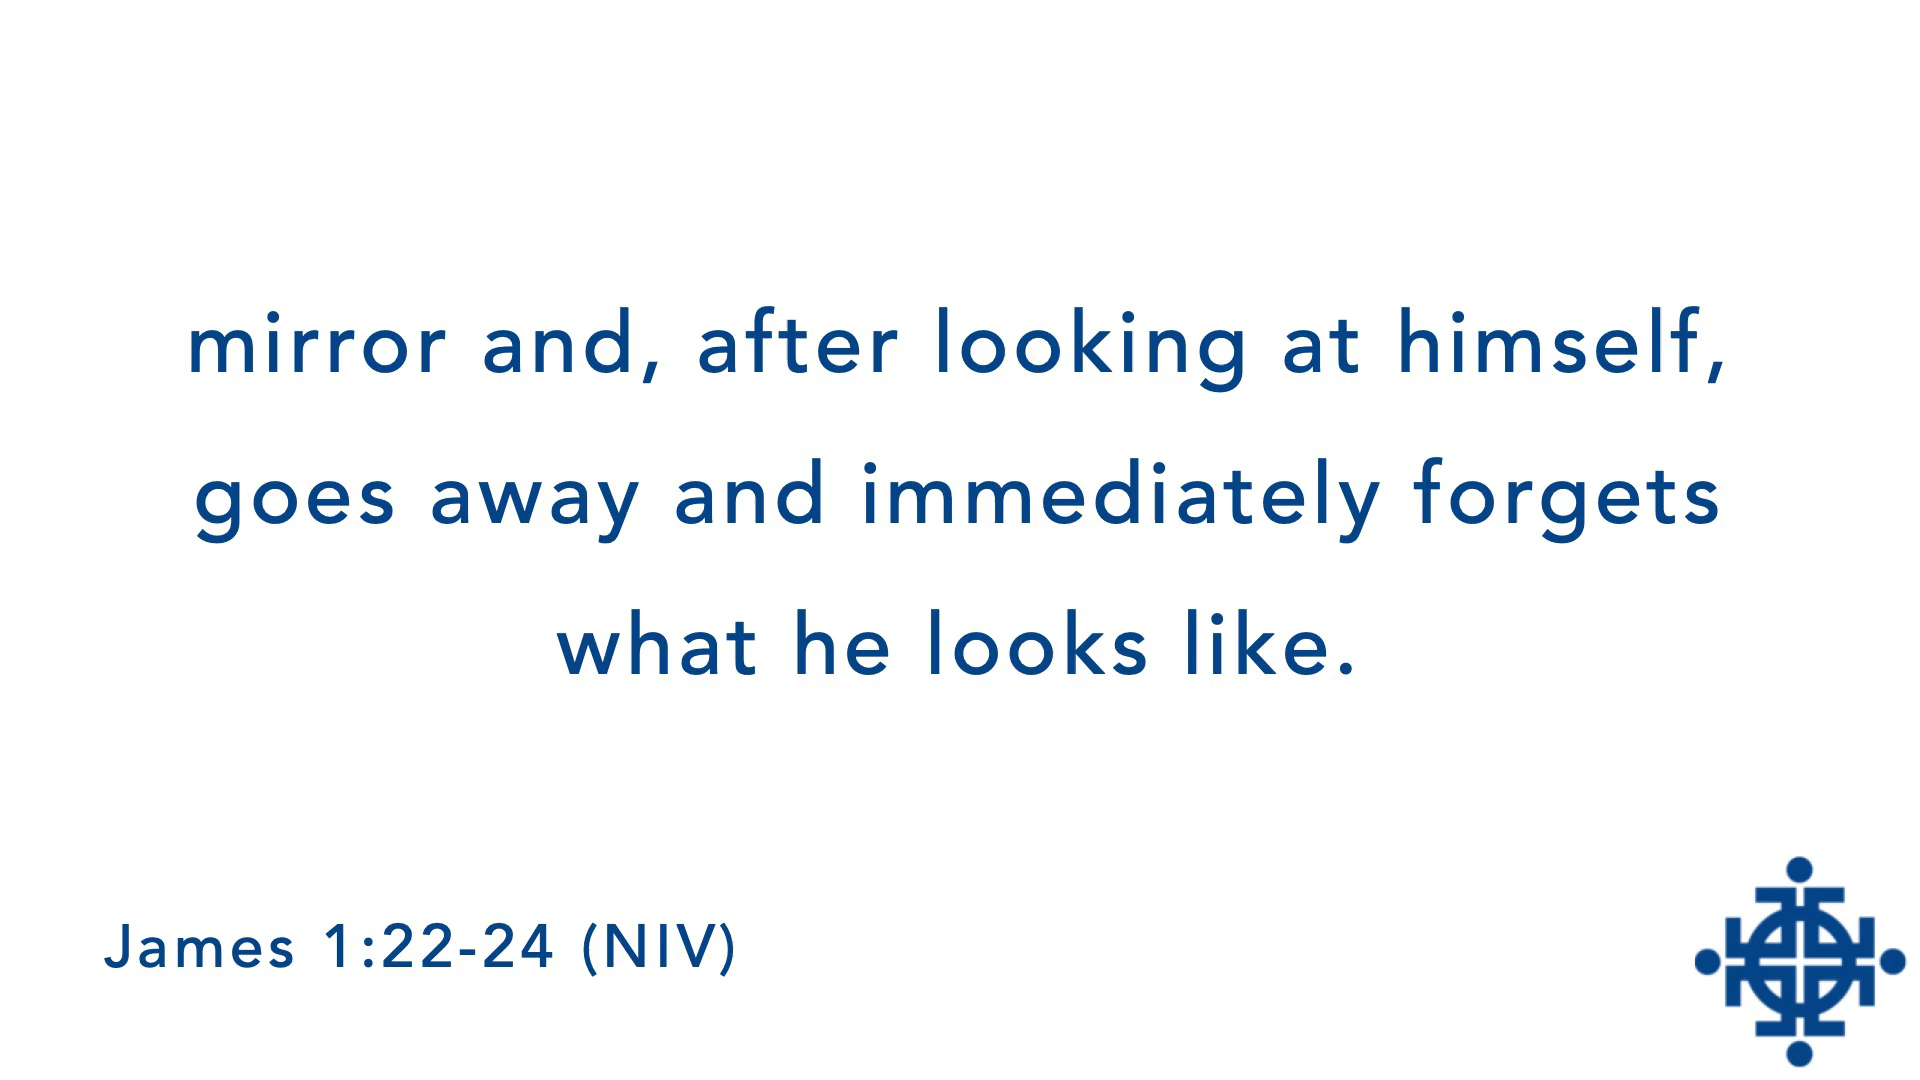 mirror and, after looking at himself,
goes away and immediately forgets
what he looks like.
James 1:22-24 (NIV)